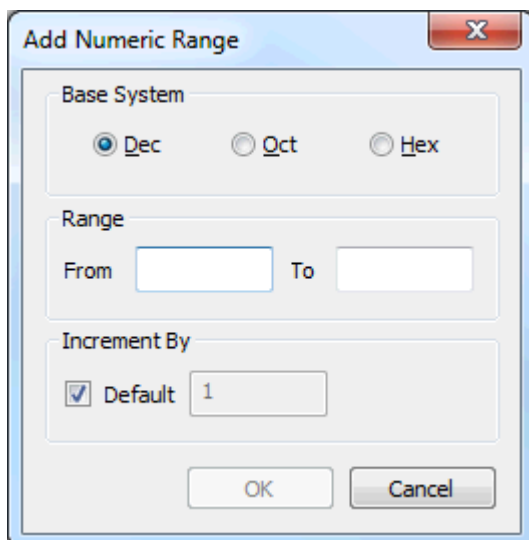 Add Numeric Range
Base System
Dec Oct Hex
Range
From To
Increment By
Default 1
OK Cancel